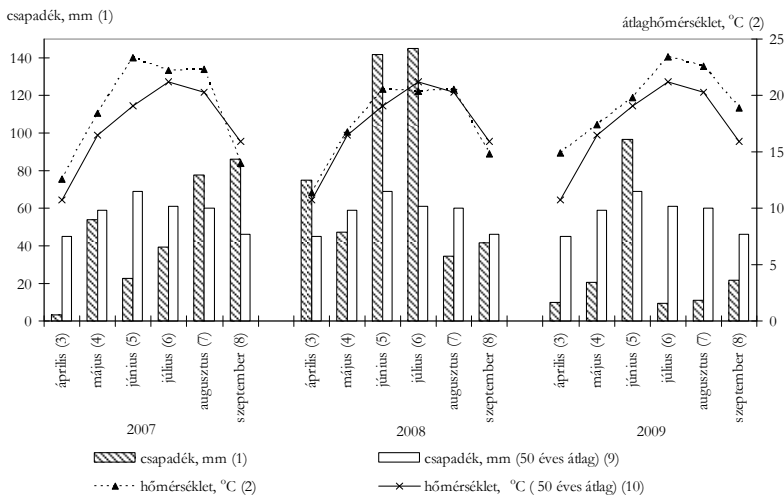 csapadék, mm (1)
átlaghőmérséklet, °C (2)
140
120
100
80
60
40
20
0
25
20
15
10
5
0
április (3)
május (4)
június (5)
július (6)
augusztus (7)
szeptember (8)
április (3)
május (4)
június (5)
július (6)
augusztus (7)
szeptember (8)
április (3)
május (4)
június (5)
július (6)
augusztus (7)
szeptember (8)
2007
2008
2009
csapadék, mm (1)
csapadék, mm (50 éves átlag) (9)
hőmérséklet, °C (2)
hőmérséklet, °C ( 50 éves átlag) (10)